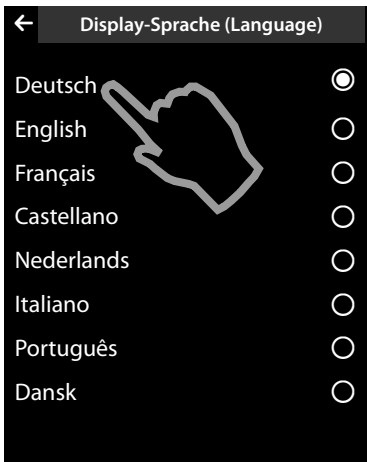 Display-Sprache (Language)
Deutsch
English
Français
Castellano
Nederlands
Italiano
Português
Dansk